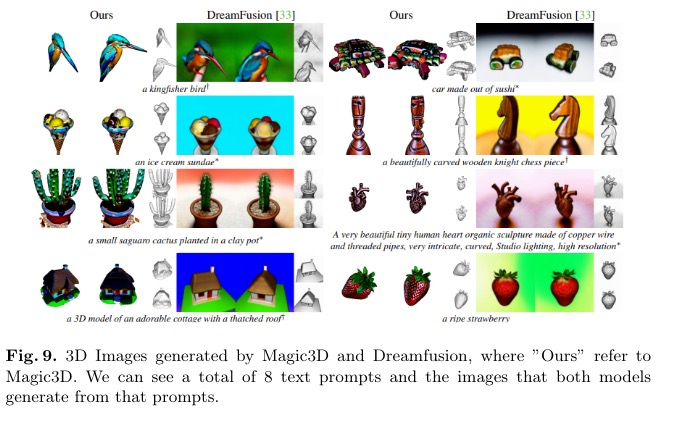 Ours DreamFusion [33] Ours DreamFusion [33]
a kingfisher bird† car made out of sushi*
an ice cream sundae* a beautifully carved wooden knight chess piece†
a small saguaro cactus planted in a clay pot* A very beautiful tiny human heart organic sculpture made of copper wire
and threaded pipes, very intricate, curved, Studio lighting, high resolution*
a 3D model of an adorable cottage with a thatched roof† a ripe strawberry
Fig. 9. 3D Images generated by Magic3D and Dreamfusion, where ”Ours” refer to
Magic3D. We can see a total of 8 text prompts and the images that both models
generate from that prompts.